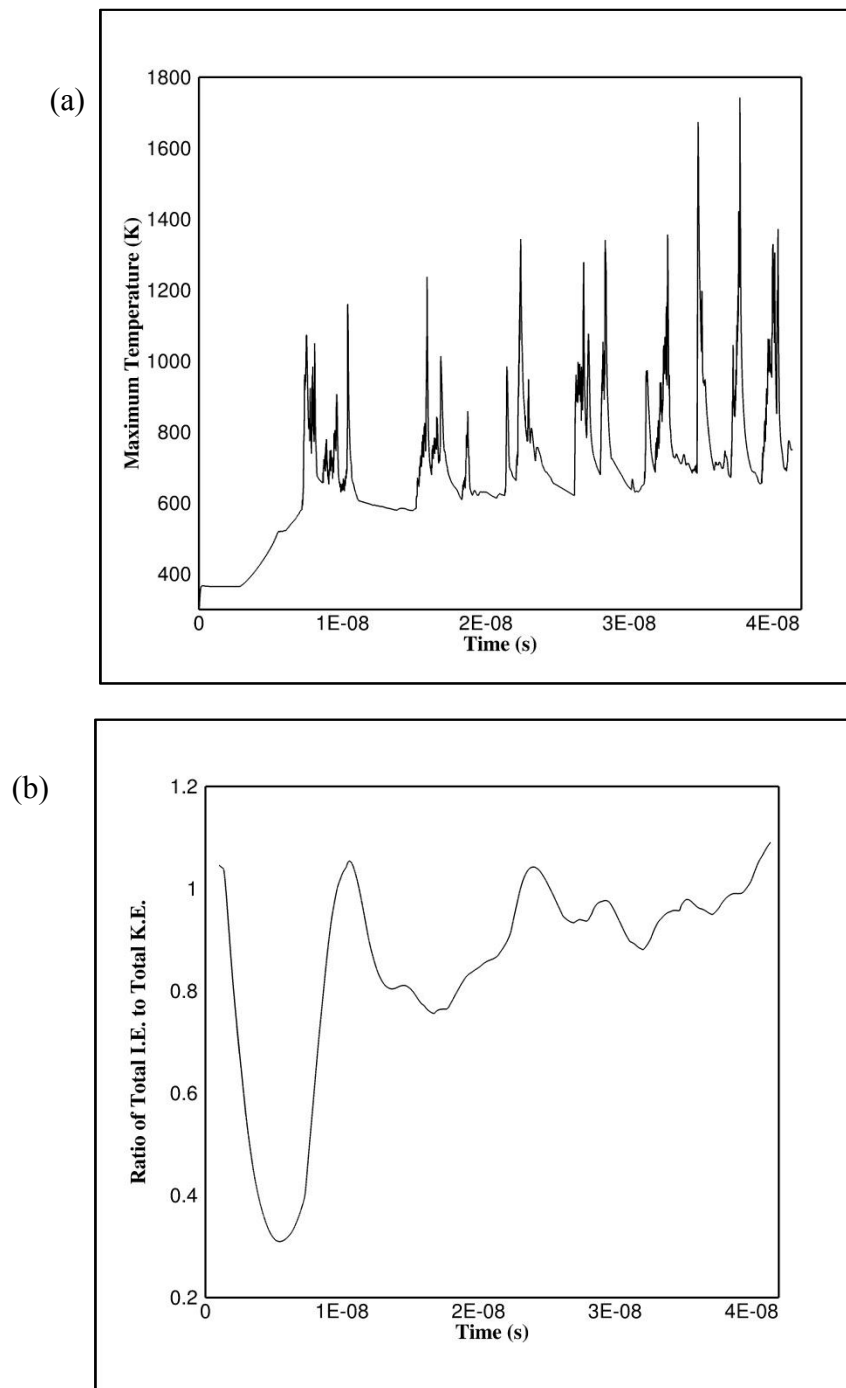 (a)
1800
1600
1400
1200
1000
800
600
400
Maximum Temperature (K)
0 1E-08 2E-08 3E-08 4E-08
Time (s)
(b)
1.2
1
0.8
0.6
0.4
0.2
Ratio of Total I.E. to Total K.E.
0 1E-08 2E-08 3E-08 4E-08
Time (s)